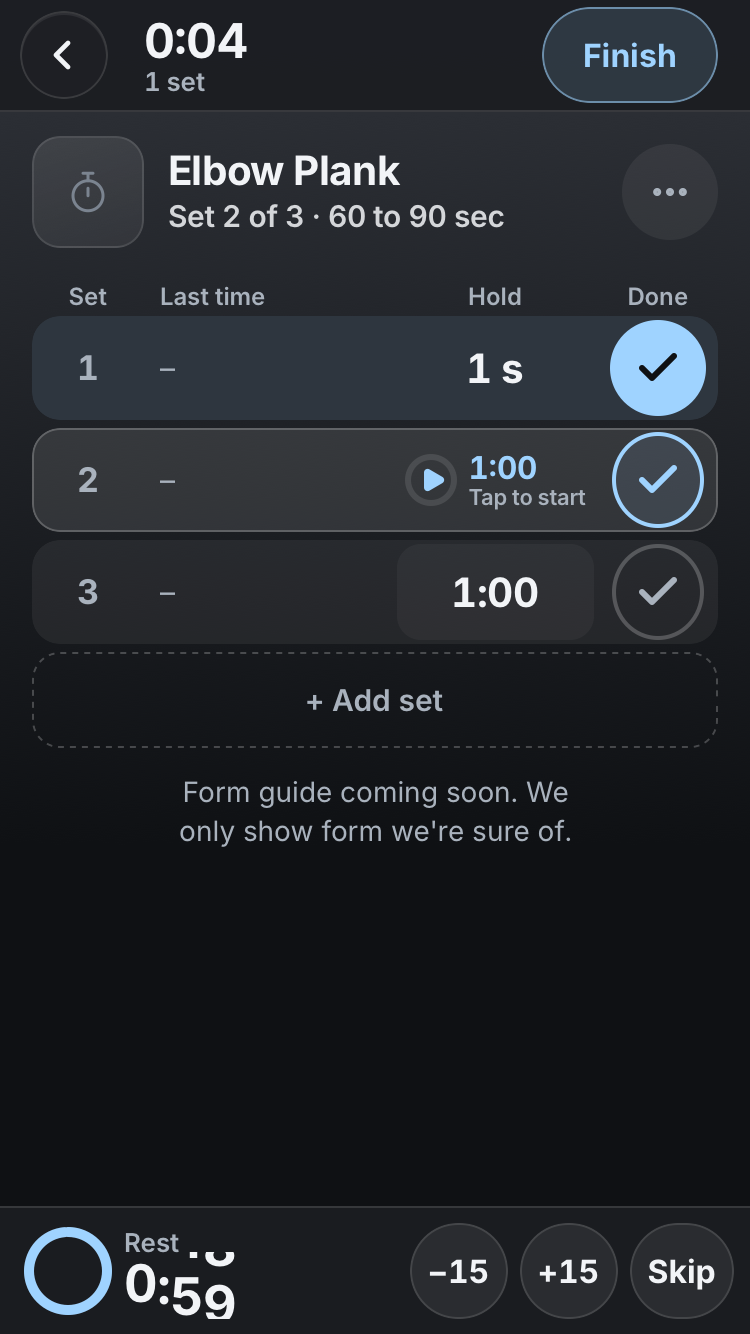 0:04
1 set
Finish
Elbow Plank
Set 2 of 3 · 60 to 90 sec
Set Last time Hold Done
1 – 1 s
2 – 1:00
Tap to start
3 – 1:00
+ Add set
Form guide coming soon. We
only show form we're sure of.
Rest
0:59
−15 +15 Skip